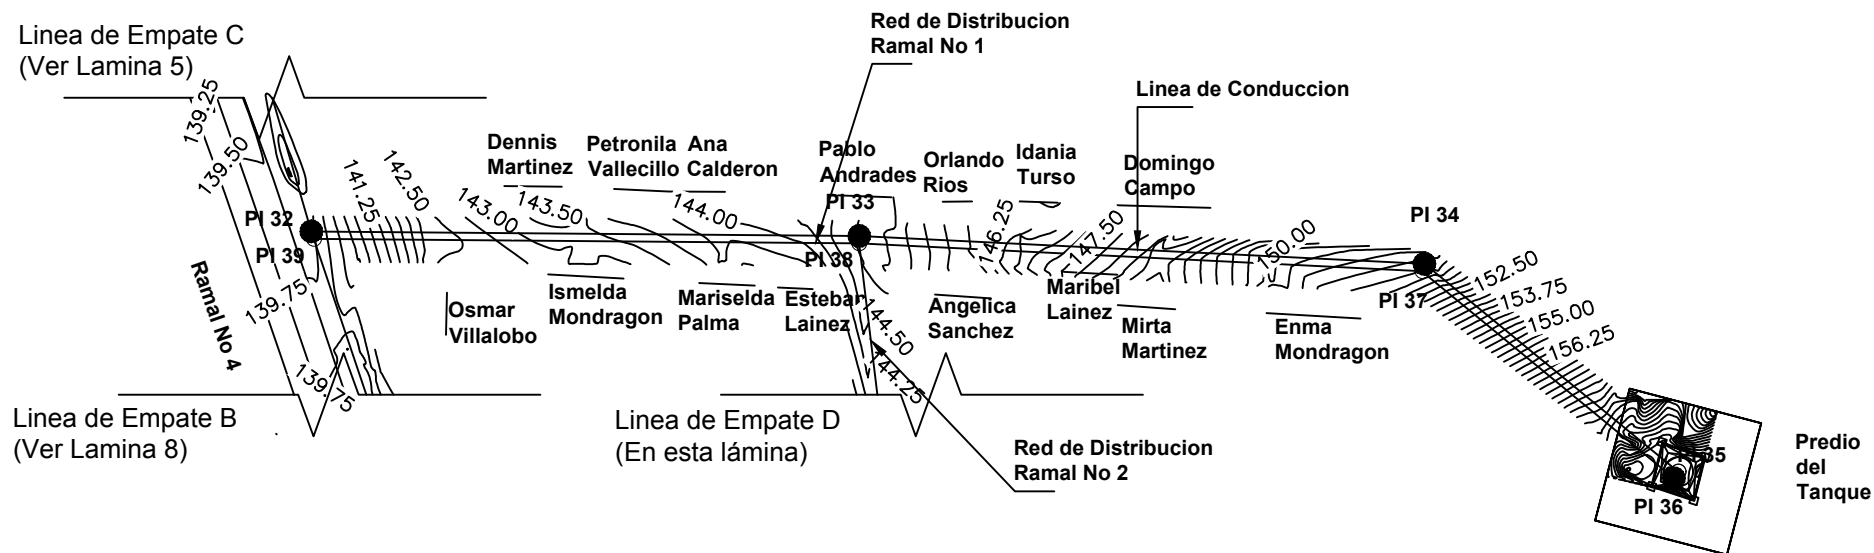 Linea de Empate C
(Ver Lamina 5)
Red de Distribucion
Ramal No 1
Linea de Conduccion
139.25
139.50
141.25
142.50
143.00
143.50
144.00
Dennis
Martinez
Petronila
Vallecillo
Ana
Calderon
Pablo
Andrades
Orlando
Rios
Idania
Turso
Domingo
Campo
PI 32
PI 39
PI 33
PI 38
146.25
147.50
150.00
PI 34
PI 37
152.50
153.75
155.00
156.25
Ramal No 4
139.75
139.75
Osmar
Villalobo
Ismelda
Mondragon
Mariselda
Palma
Estebar
Lainez
144.50
144.25
Angelica
Sanchez
Maribel
Lainez
Mirta
Martinez
Enma
Mondragon
Linea de Empate B
(Ver Lamina 8)
Linea de Empate D
(En esta lámina)
Red de Distribucion
Ramal No 2
PI 35
PI 36
Predio
del
Tanque